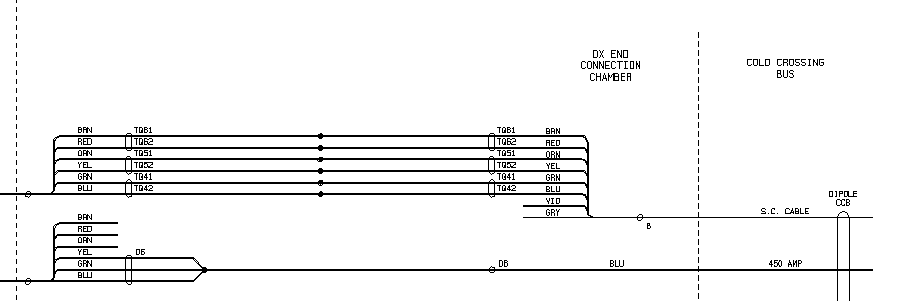 DX END
CONNECTION
CHAMBER
COLD CROSSING
BUS
BRN TQ61 TQ61 BRN
RED TQ62 TQ62 RED
ORN TQ51 TQ51 ORN
YEL TQ52 TQ52 YEL
GRN TQ41 TQ41 GRN
BLU TQ42 TQ42 BLU
VIO
GRY
DIPOLE
CCB
S.C. CABLE
8
BRN
RED
ORN
YEL D6
GRN D6 BLU 450 AMP
BLU